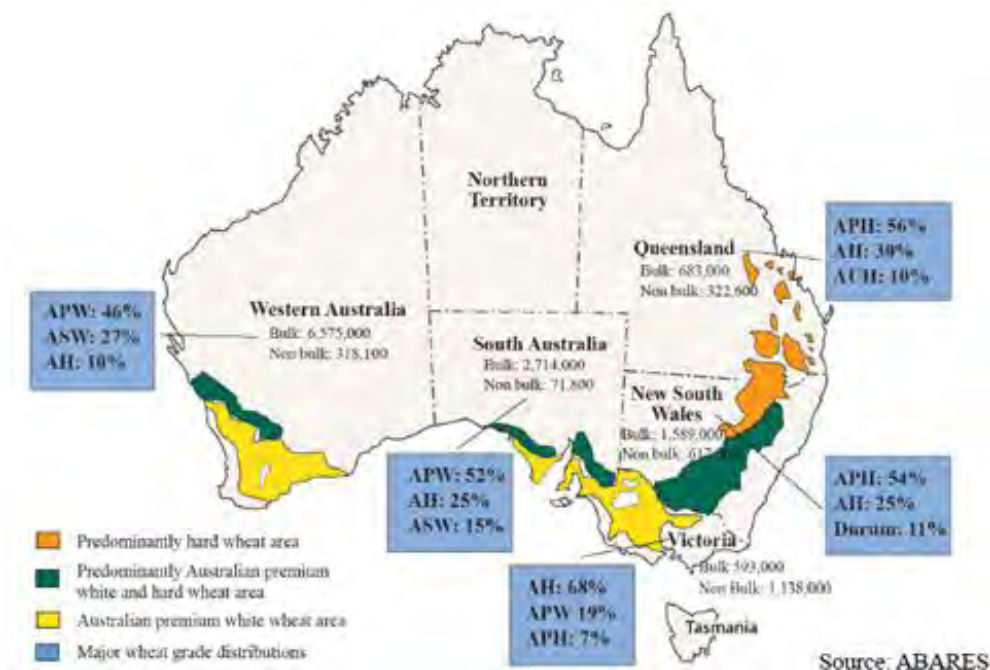 Northern
Territory
Queensland
Bulk: 683,000
Non bulk: 322,600
APH: 56%
AH: 30%
AUH: 10%
APW: 46%
ASW: 27%
AH: 10%
Western Australia
Bulk: 6,575,000
Non bulk: 318,100
South Australia
Bulk: 2,714,000
Non bulk: 71,800
New South
Wales
Bulk: 1,589,000
Non bulk:
APW: 52%
AH: 25%
ASW: 15%
APH: 54%
AH: 25%
Durum: 11%
Victoria
Bulk 593,000
Non Bulk: 1,138,000
AH: 68%
APW 19%
APH: 7%
Tasmania
Predominantly hard wheat area
Predominantly Australian premium
white and hard wheat area
Australian premium white wheat area
Major wheat grade distributions
Source: ABARES